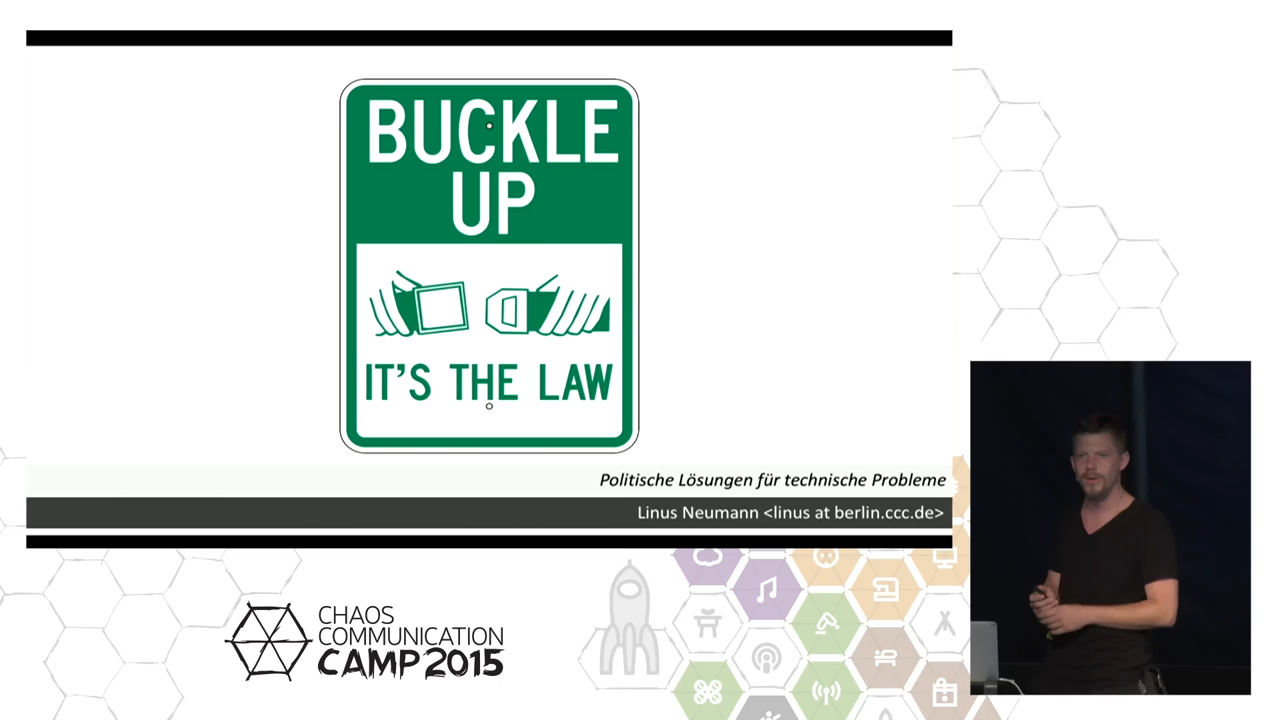 BUCKLE
UP
IT'S THE LAW
Politische Lösungen für technische Probleme
Linus Neumann <linus at berlin.ccc.de>
CHAOS
COMMUNICATION
CAMP 2015